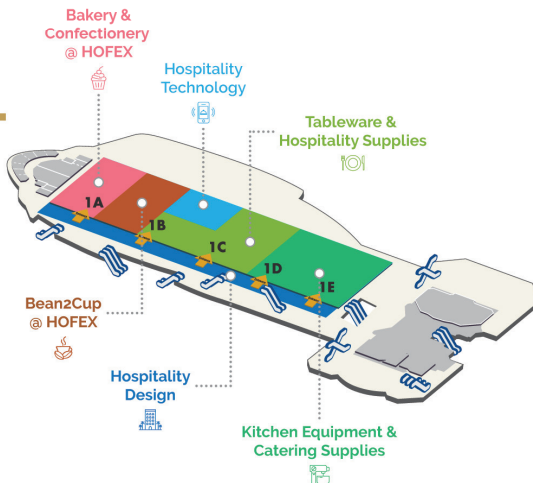 Bakery &
Confectionery
@ HOFEX
Hospitality
Technology
Tableware &
Hospitality Supplies
1A
1B
1C
1D
1E
Bean2Cup
@ HOFEX
Hospitality
Design
Kitchen Equipment &
Catering Supplies